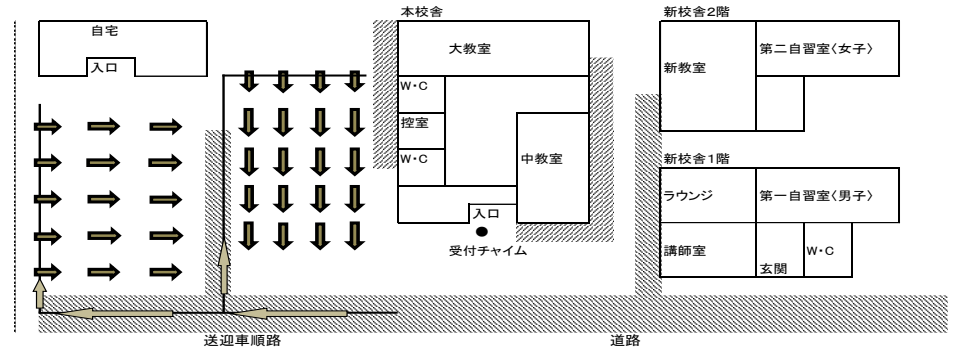 本校舎
新校舎2階
自宅
入口
大教室
W・C
控室
W・C
中教室
入口
受付チャイム
新教室
第二自習室〈女子〉
新校舎1階
ラウンジ
第一自習室〈男子〉
講師室
玄関
W・C
送迎車順路
道路